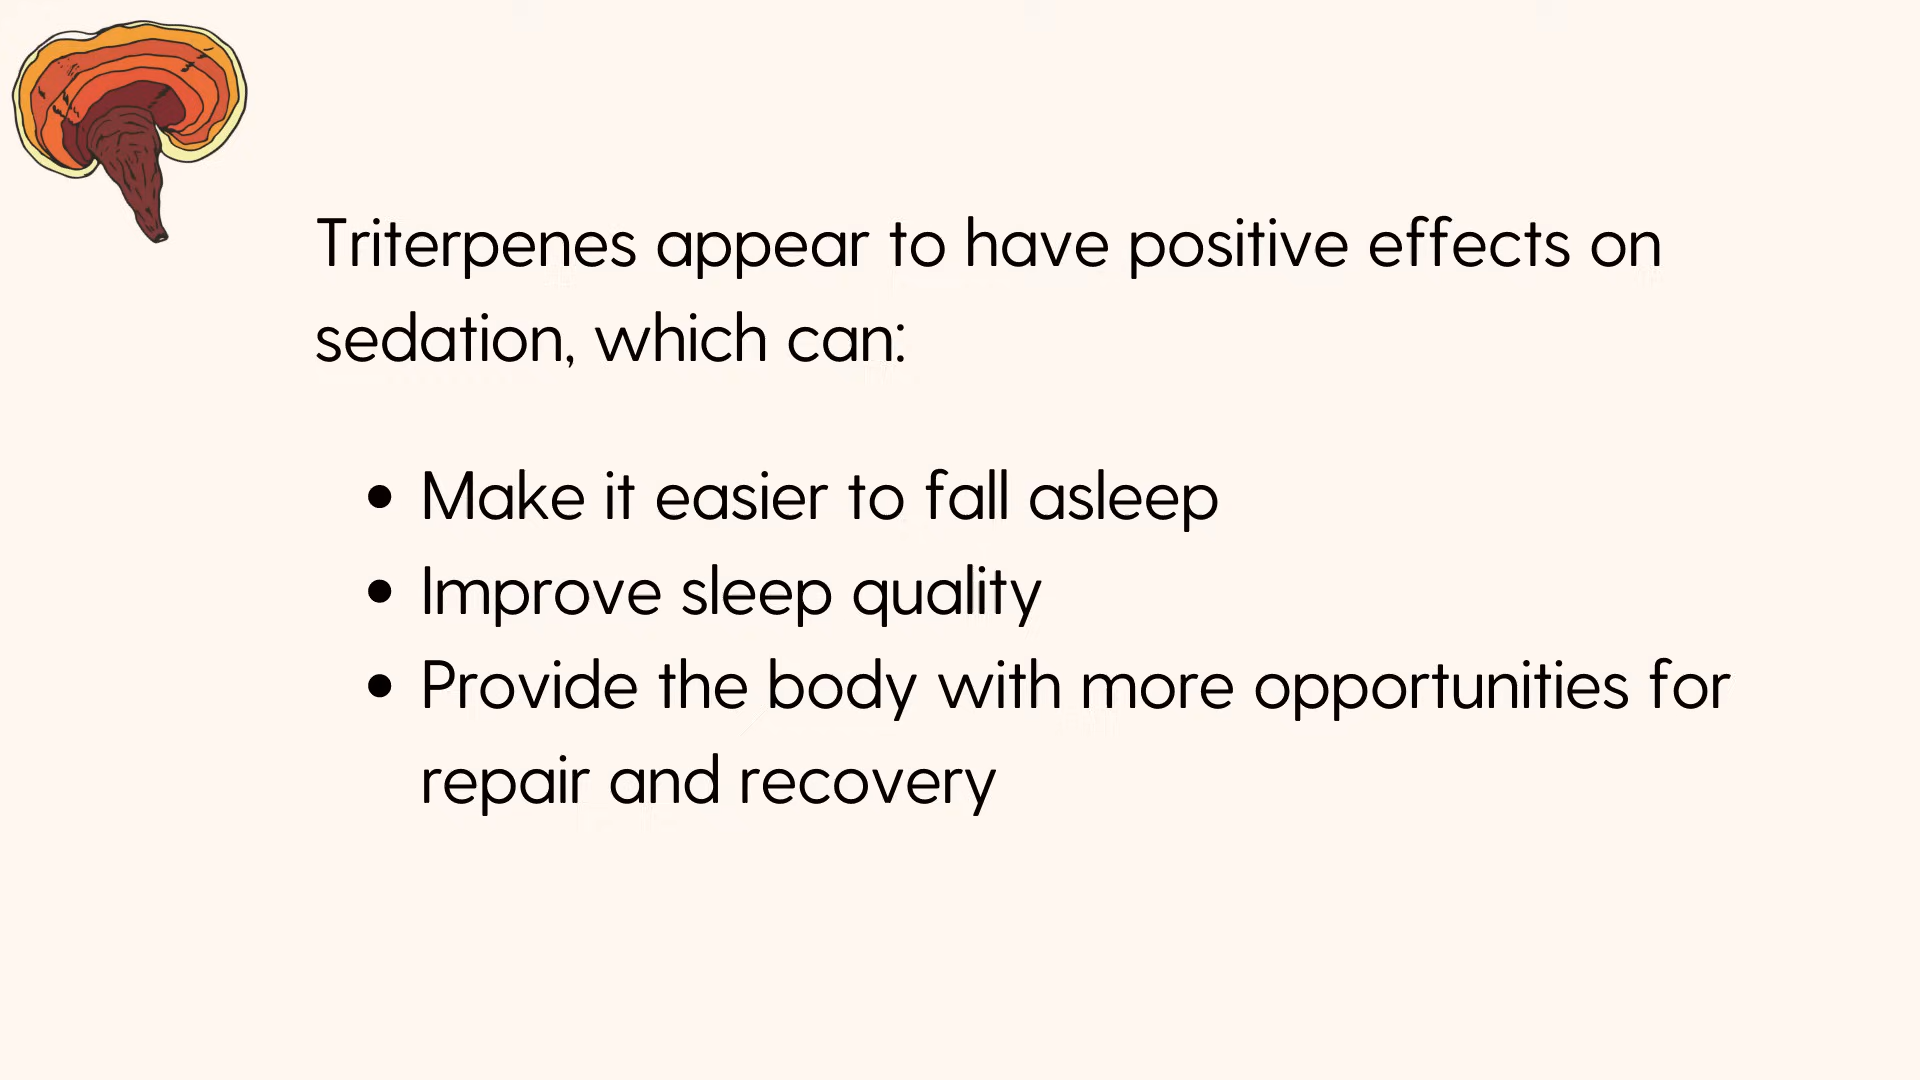 Triterpenes appear to have positive effects on
sedation, which can:
• Make it easier to fall asleep
• Improve sleep quality
• Provide the body with more opportunities for
repair and recovery